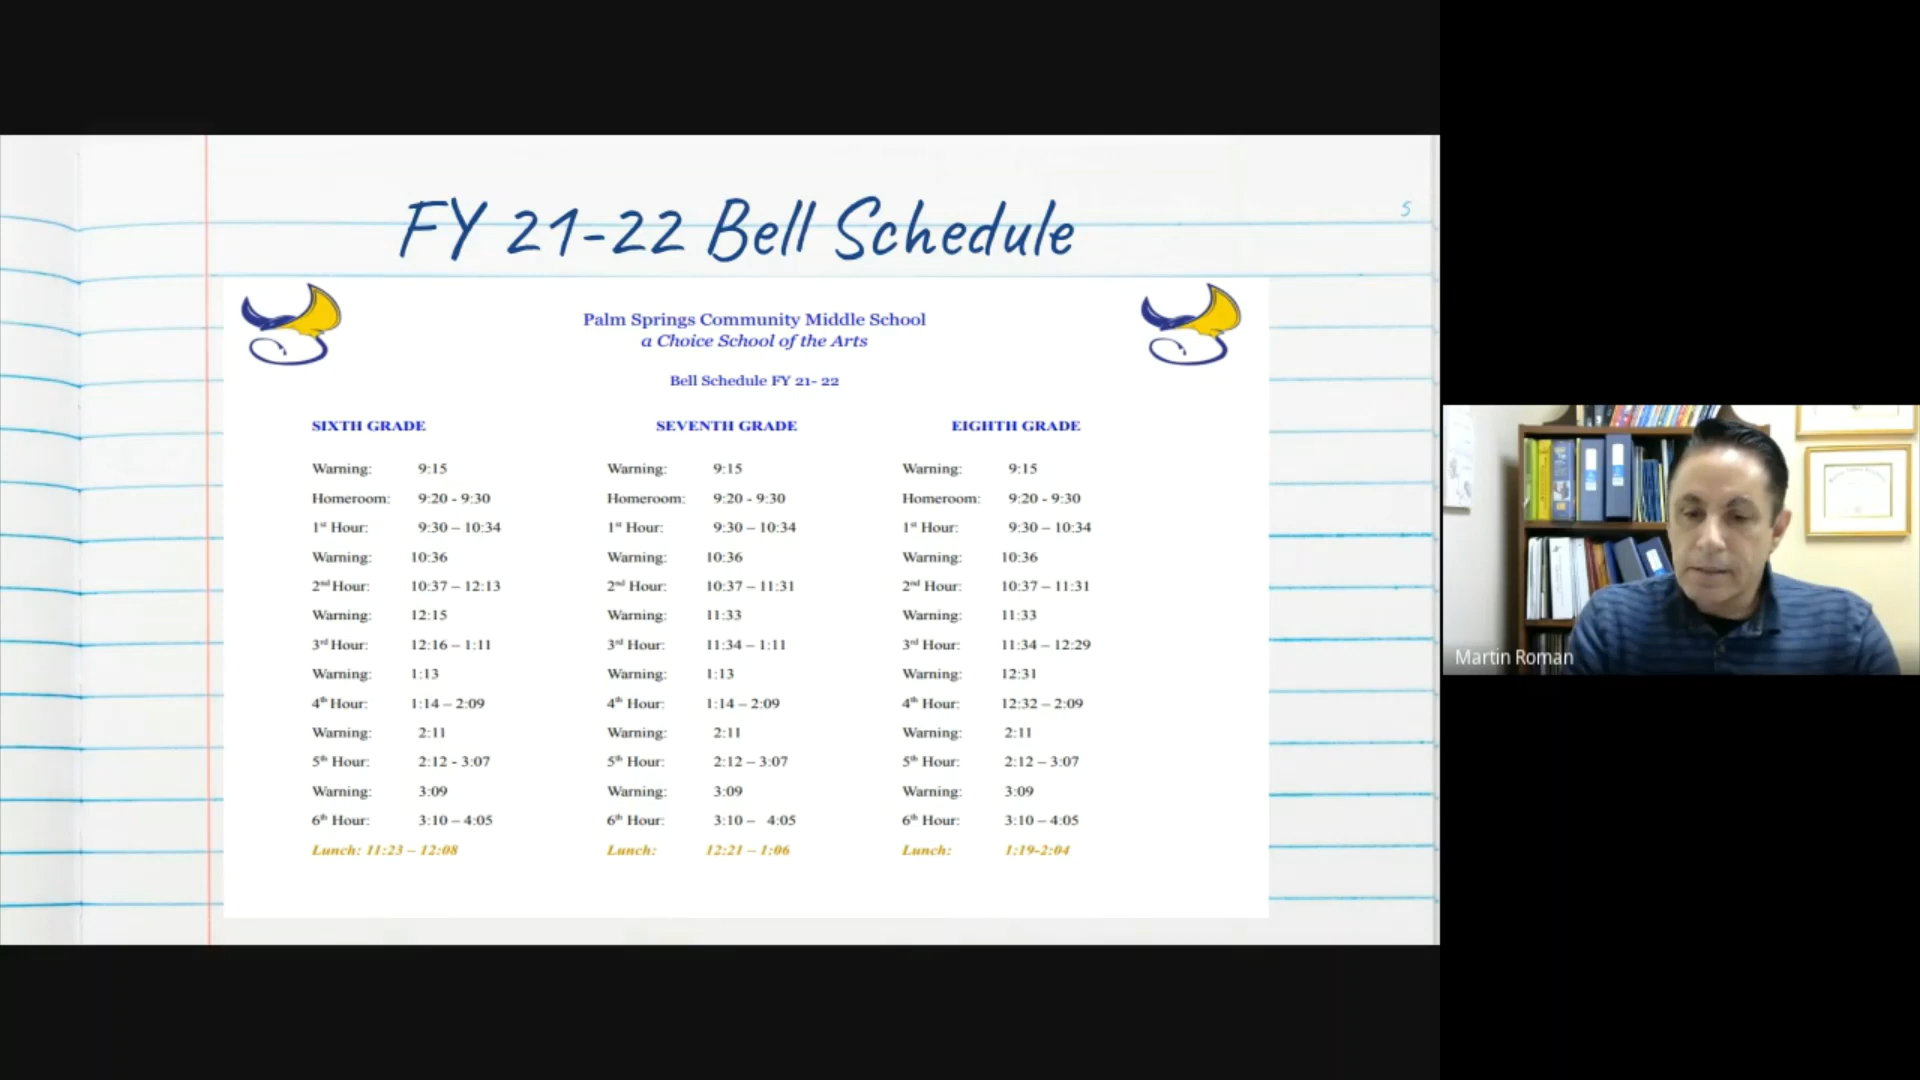 FY 21-22 Bell Schedule
5
Palm Springs Community Middle School
a Choice School of the Arts
Bell Schedule FY 21- 22
SIXTH GRADE
Warning: 9:15
Homeroom: 9:20 - 9:30
1st Hour: 9:30 – 10:34
Warning: 10:36
2nd Hour: 10:37 – 12:13
Warning: 12:15
3rd Hour: 12:16 – 1:11
Warning: 1:13
4th Hour: 1:14 – 2:09
Warning: 2:11
5th Hour: 2:12 - 3:07
Warning: 3:09
6th Hour: 3:10 – 4:05
Lunch: 11:23 – 12:08
SEVENTH GRADE
Warning: 9:15
Homeroom: 9:20 - 9:30
1st Hour: 9:30 – 10:34
Warning: 10:36
2nd Hour: 10:37 – 11:31
Warning: 11:33
3rd Hour: 11:34 – 1:11
Warning: 1:13
4th Hour: 1:14 – 2:09
Warning: 2:11
5th Hour: 2:12 – 3:07
Warning: 3:09
6th Hour: 3:10 – 4:05
Lunch: 12:21 – 1:06
EIGHTH GRADE
Warning: 9:15
Homeroom: 9:20 - 9:30
1st Hour: 9:30 – 10:34
Warning: 10:36
2nd Hour: 10:37 – 11:31
Warning: 11:33
3rd Hour: 11:34 – 12:29
Warning: 12:31
4th Hour: 12:32 – 2:09
Warning: 2:11
5th Hour: 2:12 – 3:07
Warning: 3:09
6th Hour: 3:10 – 4:05
Lunch: 1:19-2:04
Martin Roman